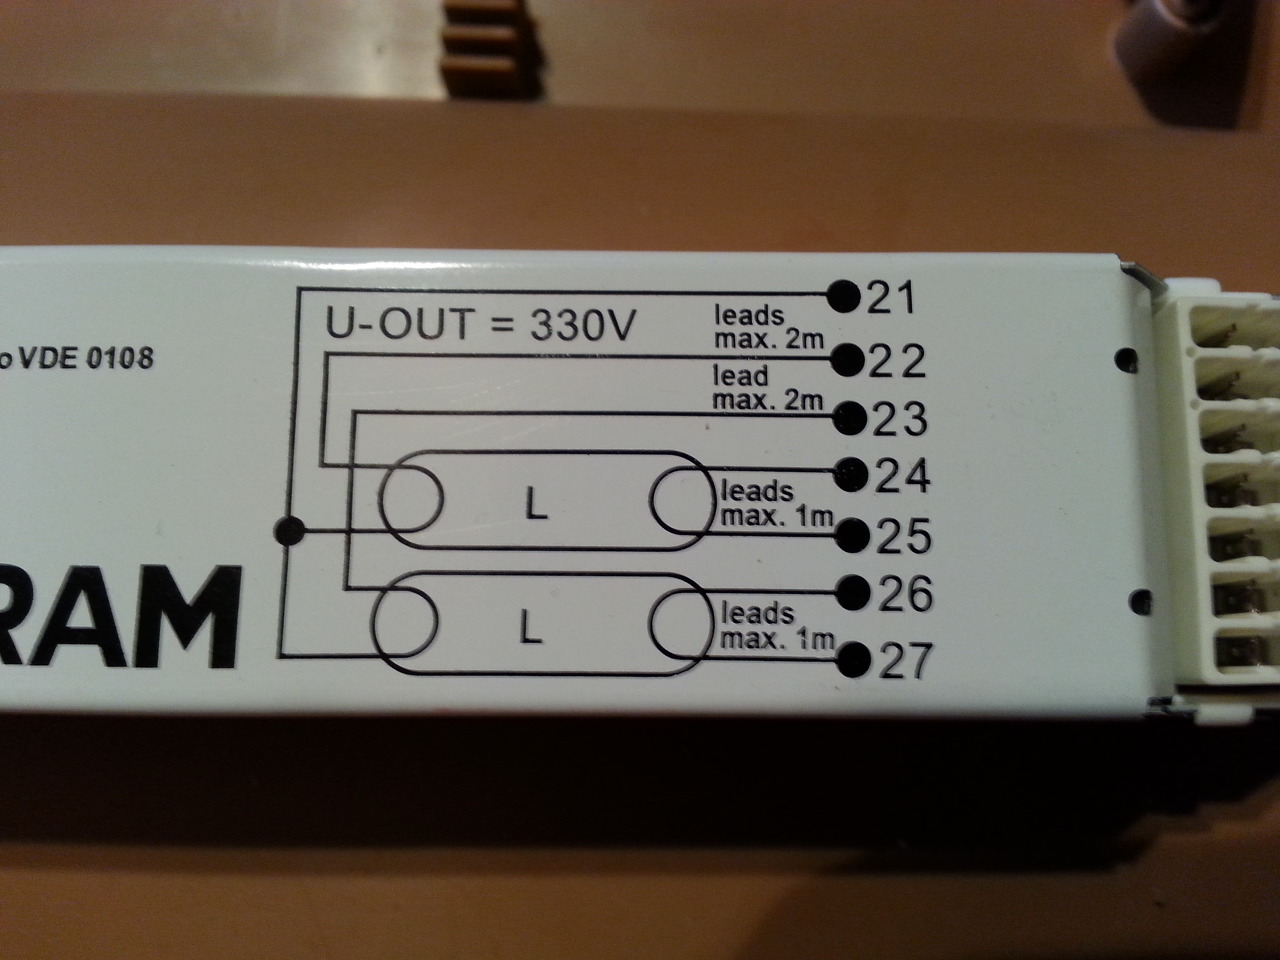 21
U-OUT = 330V
leads
max. 2m
22
lead
max. 2m
23
o VDE 0108
24
L
leads
max. 1m
25
RAM
26
L
leads
max. 1m
27